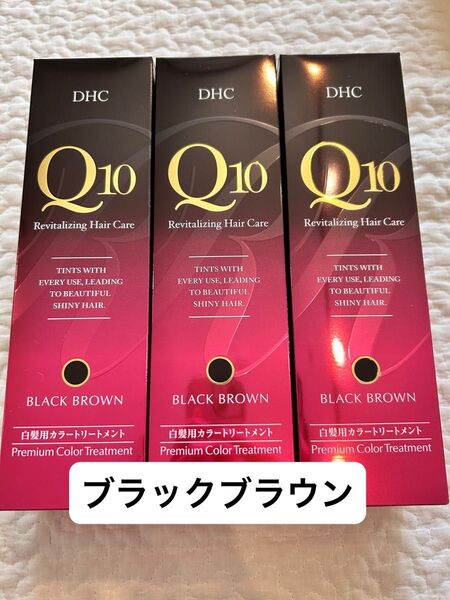 DHC
Q10
Revitalizing Hair Care
TINTS WITH
EVERY USE, LEADING
TO BEAUTIFUL
SHINY HAIR.
BLACK BROWN
白髪用カラートリートメント
Premium Color Treatment
DHC
Q10
Revitalizing Hair Care
TINTS WITH
EVERY USE, LEADING
TO BEAUTIFUL
SHINY HAIR.
BLACK BROWN
白髪用カラートリートメント
Premium Color Treatment
DHC
Q10
Revitalizing Hair Care
TINTS WITH
EVERY USE, LEADING
TO BEAUTIFUL
SHINY HAIR.
BLACK BROWN
白髪用カラートリートメント
Premium Color Treatment
ブラックブラウン